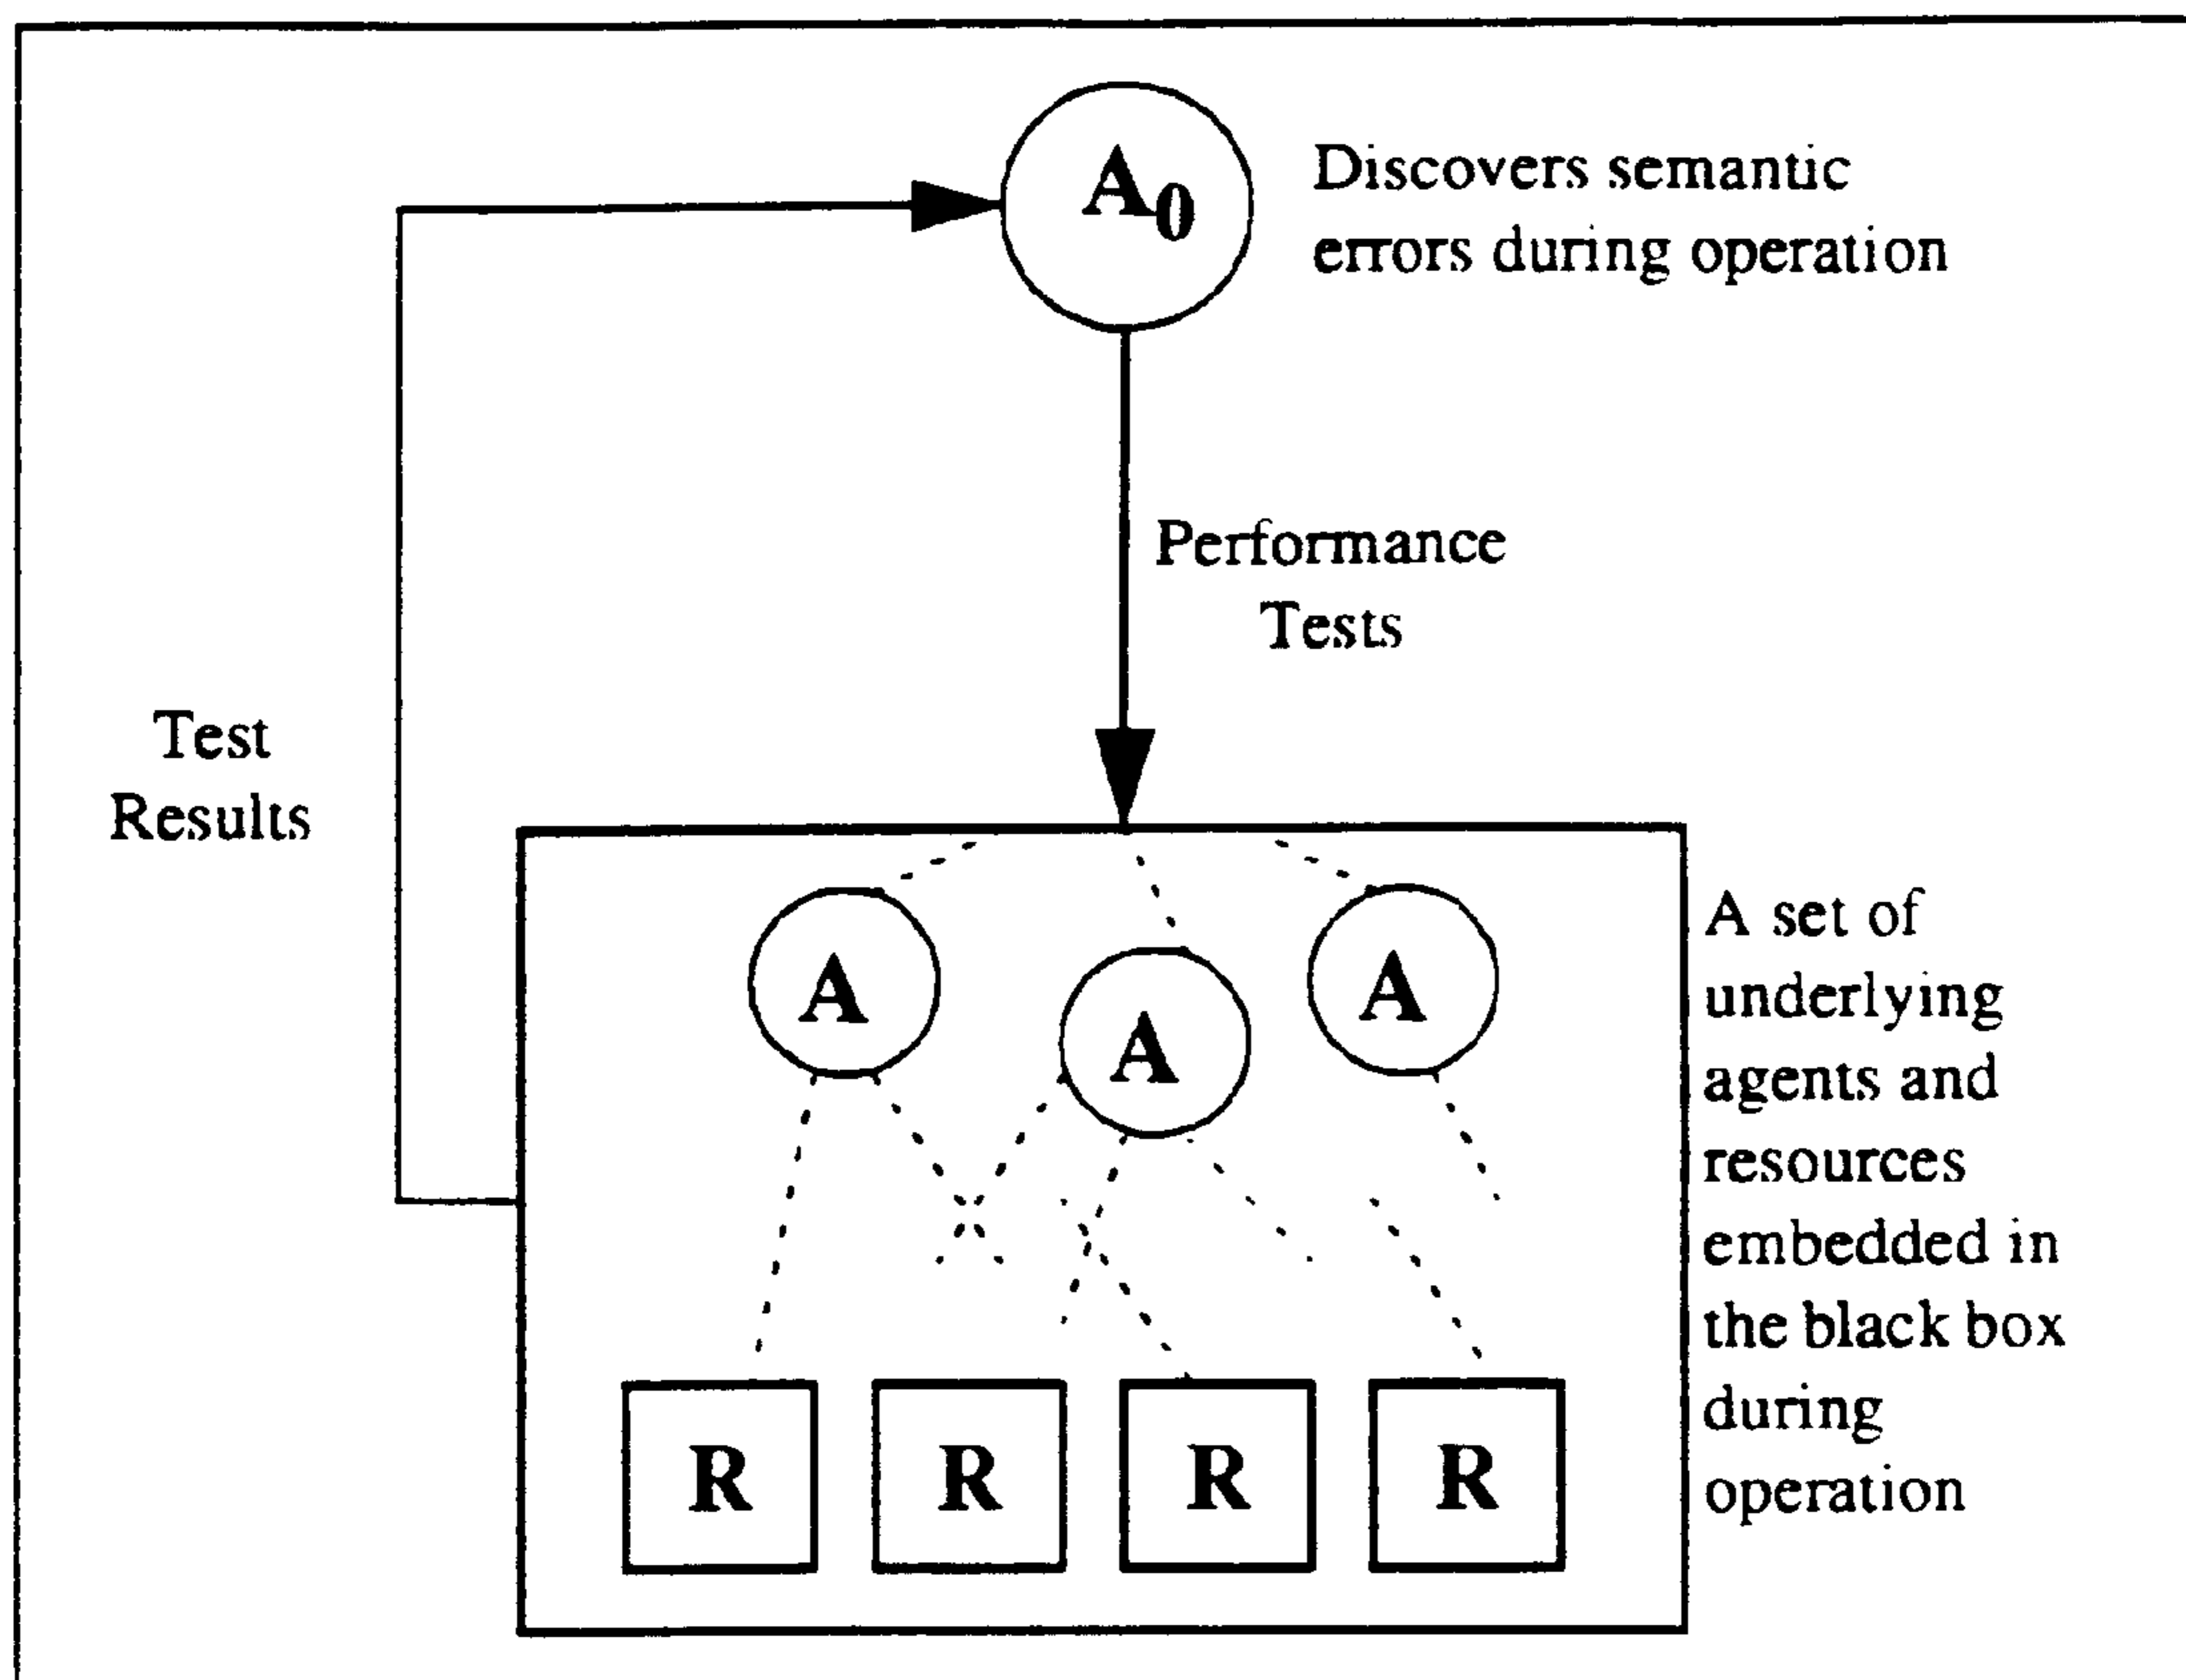 A0
Discovers semantic
errors during operation
Performance
Tests
Test
Results
A
A
A
A set of
underlying
agents and
resources
embedded in
the black box
during
operation
R
R
R
R